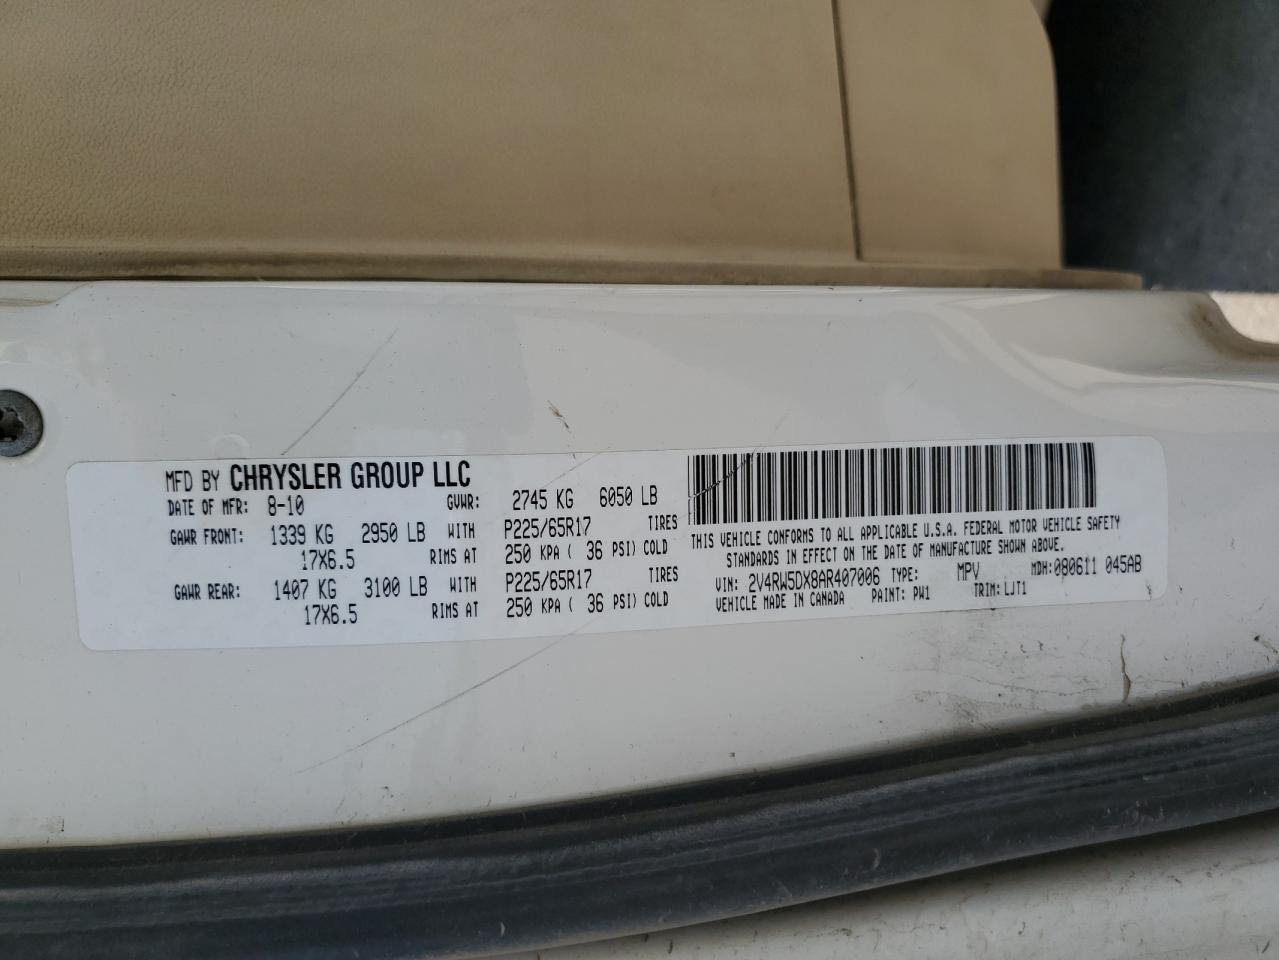 MFD BY CHRYSLER GROUP LLC
DATE OF MFR: 8-10 GVWR: 2745 KG 6050 LB
GAWR FRONT: 1339 KG 2950 LB WITH P225/65R17 TIRES
17X6.5 RIMS AT 250 KPA ( 36 PSI) COLD
GAWR REAR: 1407 KG 3100 LB WITH P225/65R17 TIRES
17X6.5 RIMS AT 250 KPA ( 36 PSI) COLD
THIS VEHICLE CONFORMS TO ALL APPLICABLE U.S.A. FEDERAL MOTOR VEHICLE SAFETY
STANDARDS IN EFFECT ON THE DATE OF MANUFACTURE SHOWN ABOVE.
VIN: 2V4RW5DX8AR407006 TYPE: MPV MDH: 080611 045AB
VEHICLE MADE IN CANADA PAINT: PW1 TRIM: LJT1